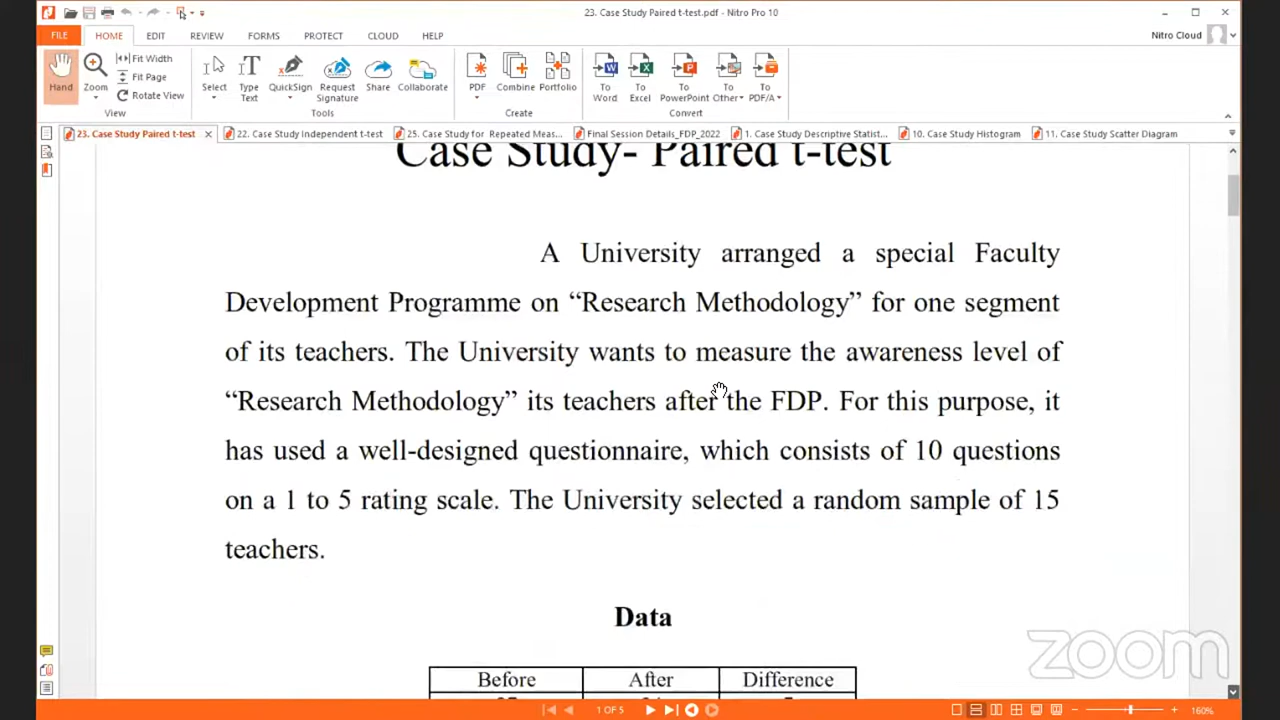 23. Case Study Paired t-test.pdf - Nitro Pro 10
FILE HOME EDIT REVIEW FORMS PROTECT CLOUD HELP
Nitro Cloud
Hand
Zoom
Fit Width
Fit Page
Rotate View
View
Select
Type Text
QuickSign
Request Signature
Share
Collaborate
Tools
PDF
Combine
Portfolio
Create
To Word
To Excel
To PowerPoint
To Other
To PDF/A
Convert
23. Case Study Paired t-test
22. Case Study Independent t-test
25. Case Study for Repeated Meas...
Final Session Details_FDP_2022
1. Case Study Descriptive Statist...
10. Case Study Histogram
11. Case Study Scatter Diagram
Case Study- Paired t-test
A University arranged a special Faculty
Development Programme on “Research Methodology” for one segment
of its teachers. The University wants to measure the awareness level of
“Research Methodology” its teachers after the FDP. For this purpose, it
has used a well-designed questionnaire, which consists of 10 questions
on a 1 to 5 rating scale. The University selected a random sample of 15
teachers.
Data
Before After Difference
zoom
1 OF 5
160%